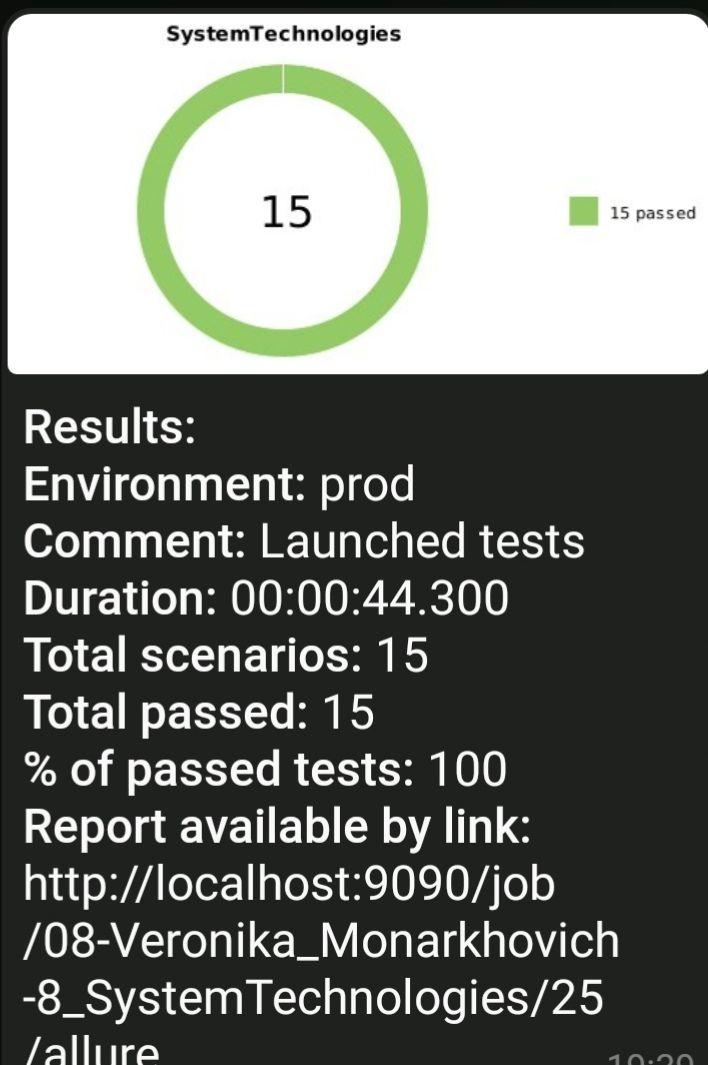 SystemTechnologies
15
15 passed
Results:
Environment: prod
Comment: Launched tests
Duration: 00:00:44.300
Total scenarios: 15
Total passed: 15
% of passed tests: 100
Report available by link:
http://localhost:9090/job
/08-Veronika_Monarkhovich
-8_SystemTechnologies/25
/allure